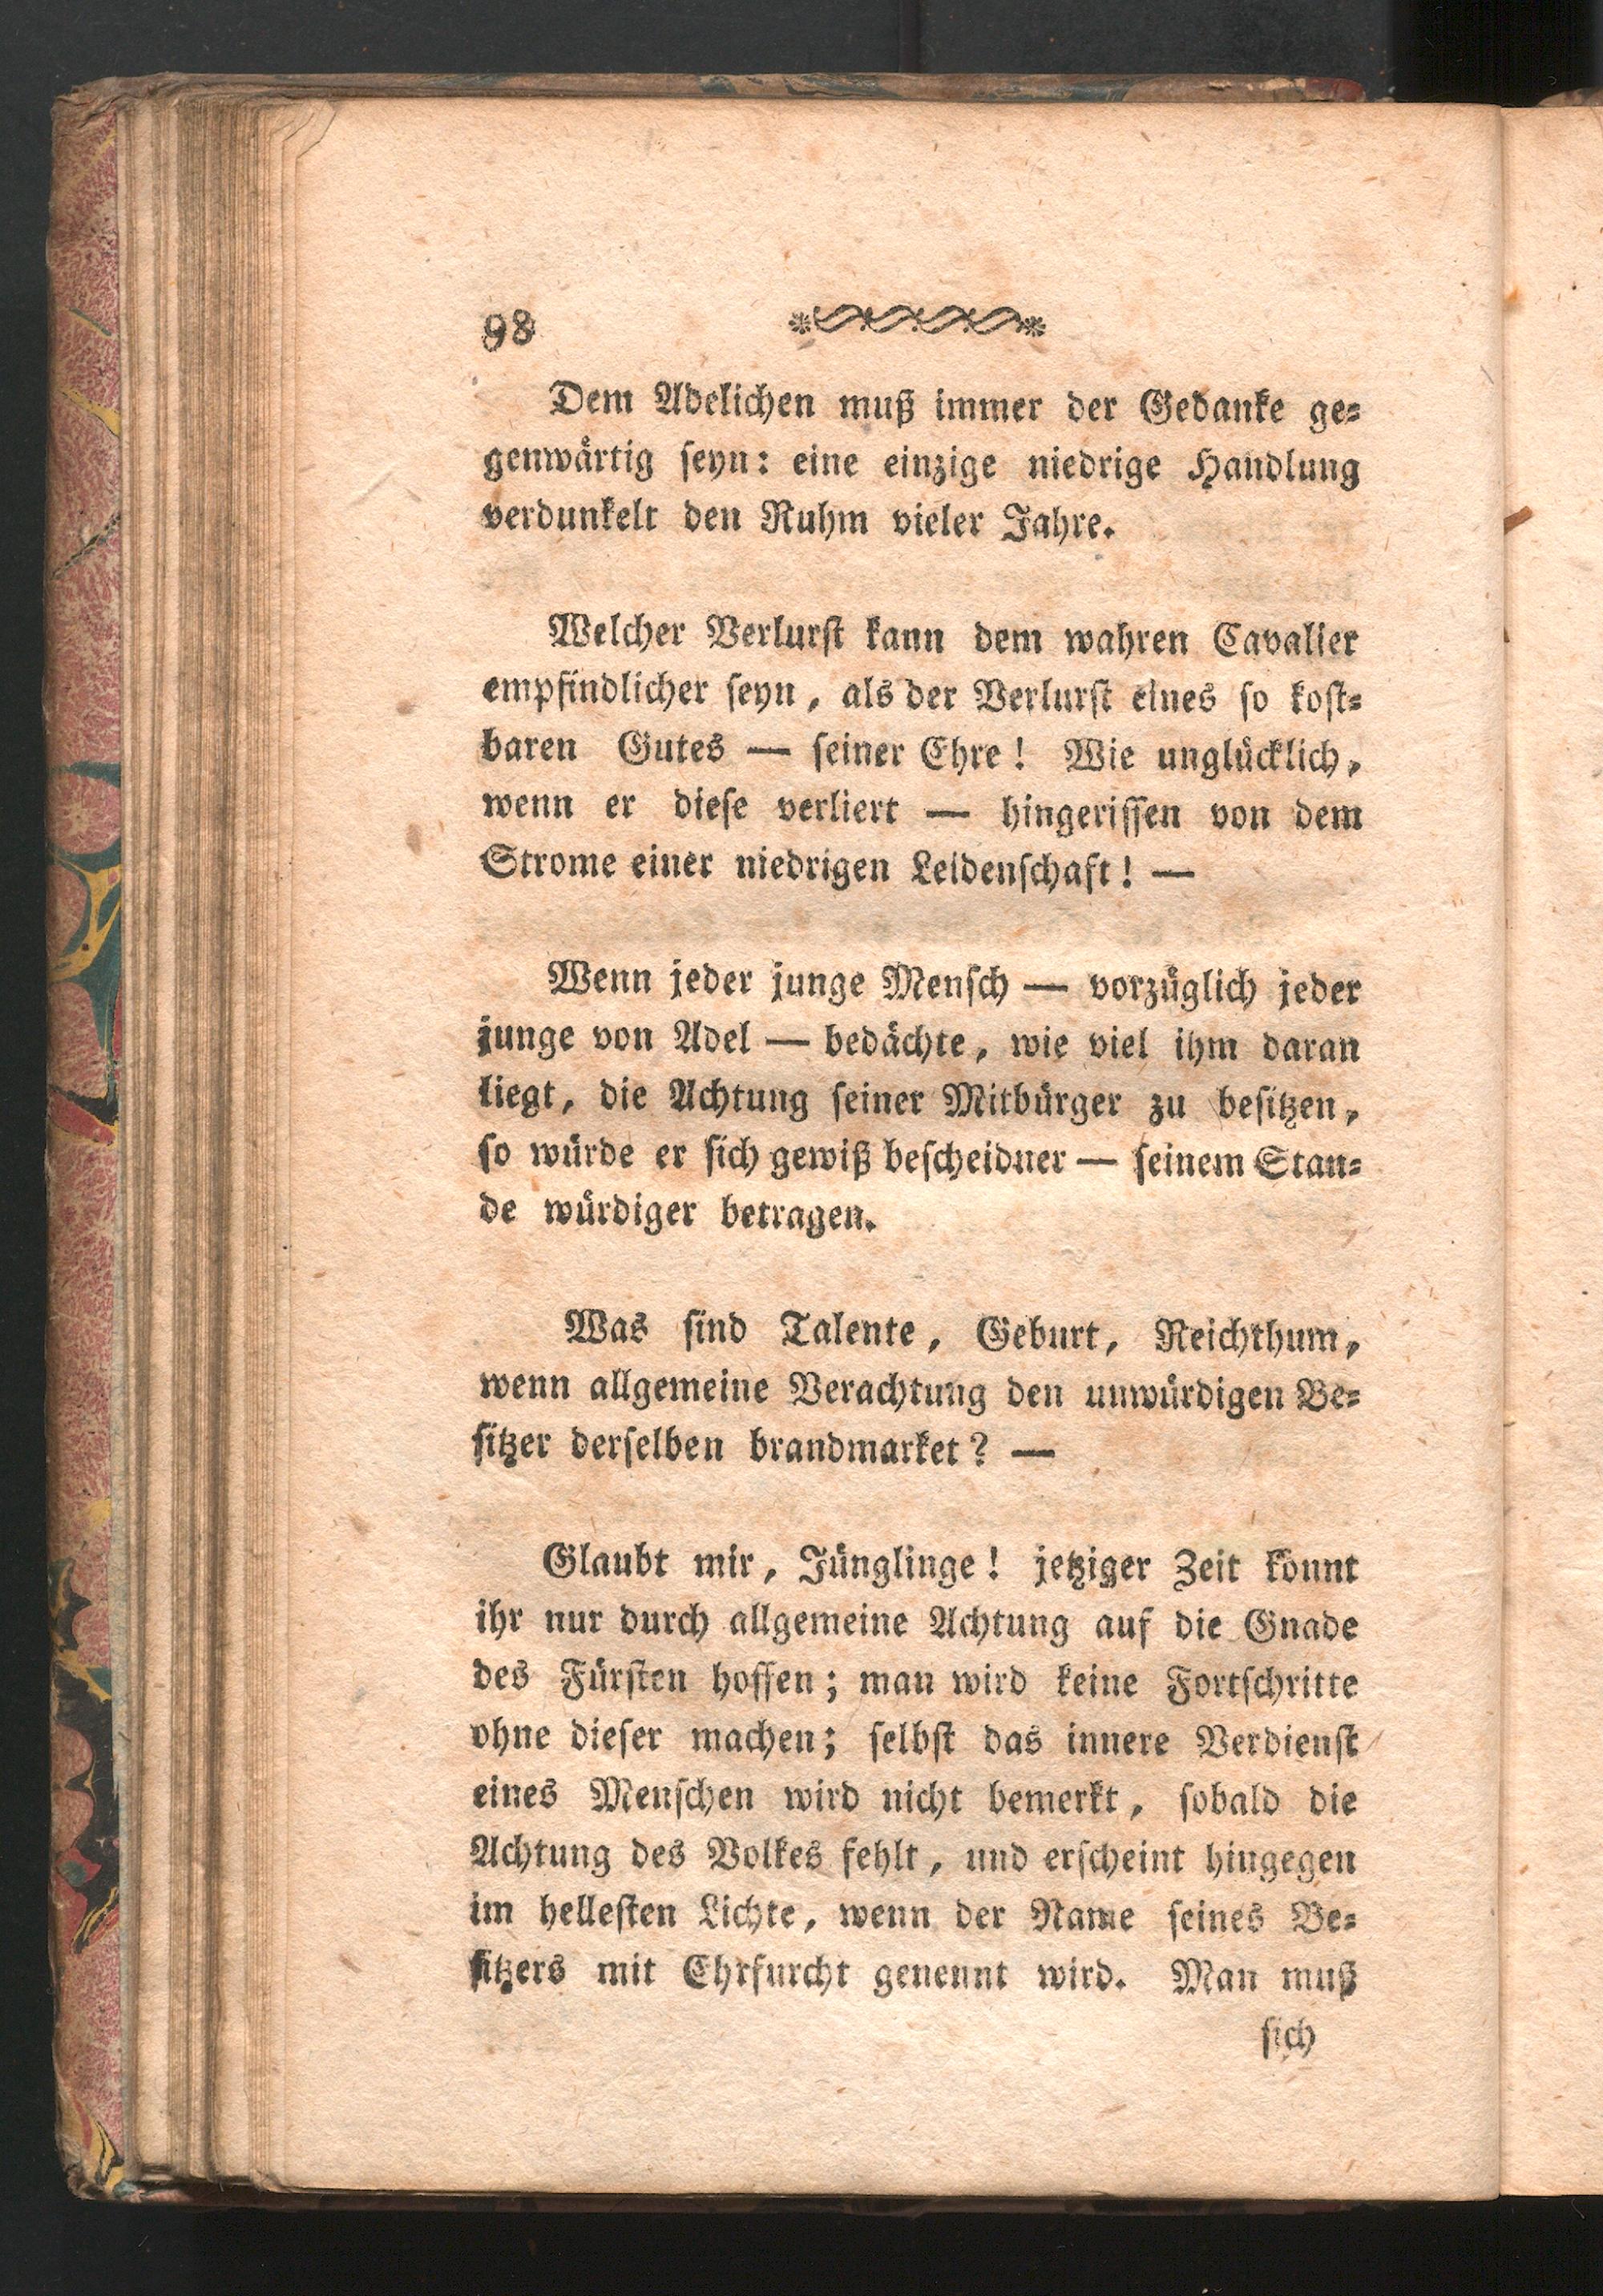 98
Dem Adelichen muß immer der Gedanke ge⸗
genwärtig seyn: eine einzige niedrige Handlung
verdunkelt den Ruhm vieler Jahre.
Welcher Verlurst kann dem wahren Cavalier
empfindlicher seyn, als der Verlurst eines so kost⸗
baren Gutes — seiner Ehre! Wie unglücklich,
wenn er diese verliert — hingerissen von dem
Strome einer niedrigen Leidenschaft! —
Wenn jeder junge Mensch — vorzüglich jeder
junge von Adel — bedächte, wie viel ihm daran
liegt, die Achtung seiner Mitbürger zu besitzen,
so würde er sich gewiß bescheidner — seinem Stan⸗
de würdiger betragen.
Was sind Talente, Geburt, Reichthum,
wenn allgemeine Verachtung den unwürdigen Be⸗
sitzer derselben brandmarket? —
Glaubt mir, Jünglinge! jetziger Zeit könnt
ihr nur durch allgemeine Achtung auf die Gnade
des Fürsten hoffen; man wird keine Fortschritte
ohne dieser machen; selbst das innere Verdienst
eines Menschen wird nicht bemerkt, sobald die
Achtung des Volkes fehlt, und erscheint hingegen
im hellesten Lichte, wenn der Name seines Be⸗
sitzers mit Ehrfurcht genennt wird. Man muß
sich